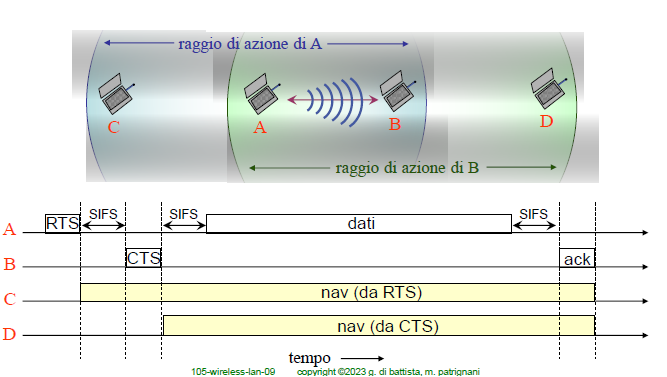 raggio di azione di A
C
A
B
D
raggio di azione di B
A RTS SIFS SIFS dati SIFS
B CTS ack
C nav (da RTS)
D nav (da CTS)
tempo
105-wireless-lan-09 copyright ©2023 g. di battista, m. patrignani